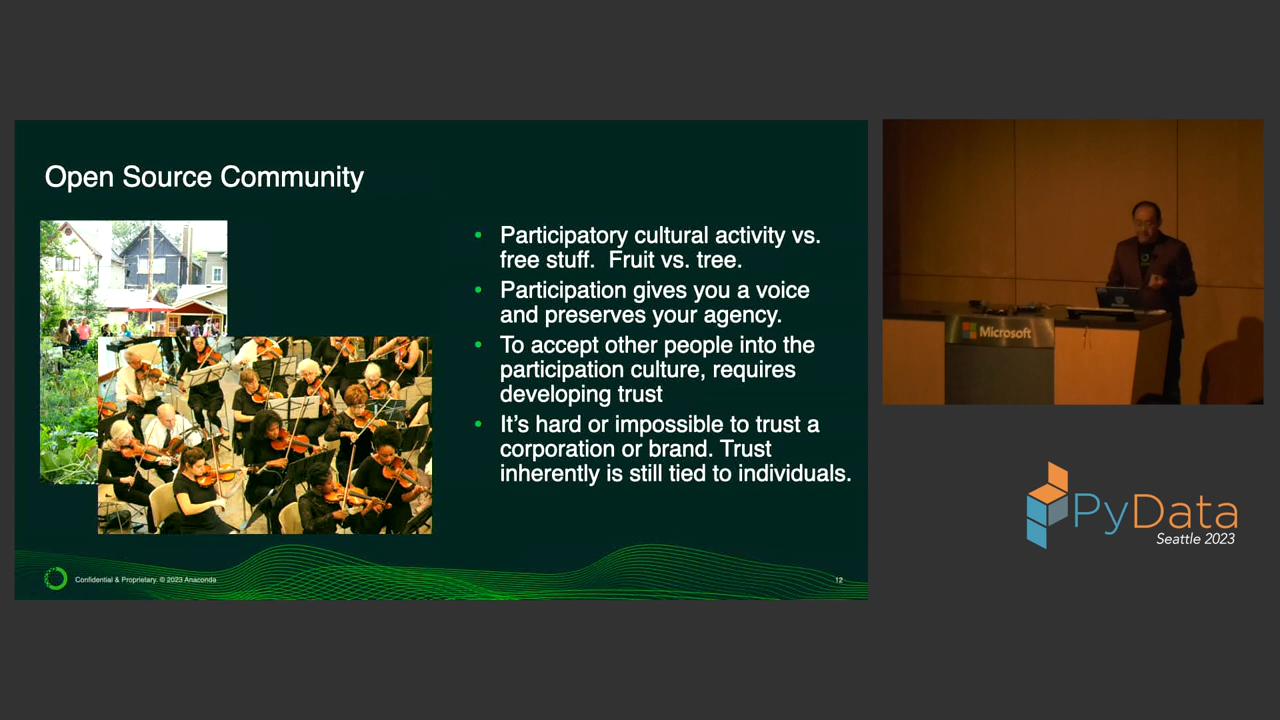 Open Source Community
• Participatory cultural activity vs.
free stuff.  Fruit vs. tree.
• Participation gives you a voice
and preserves your agency.
• To accept other people into the
participation culture, requires
developing trust
• It's hard or impossible to trust a
corporation or brand. Trust
inherently is still tied to individuals.
Confidential & Proprietary. © 2023 Anaconda
12
Microsoft
PyData
Seattle 2023